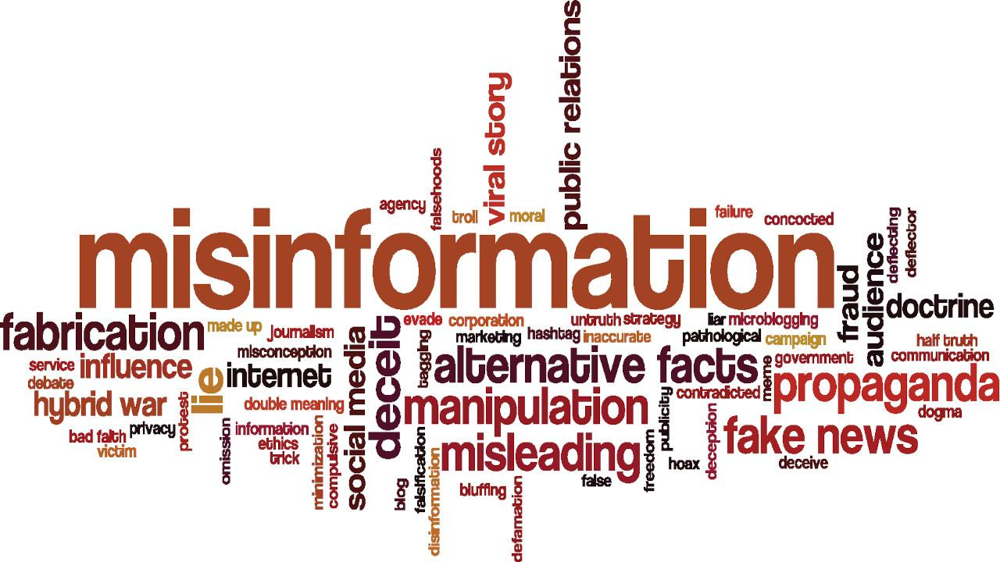 public relations
viral story
falsehoods
agency
troll
moral
failure
concocted
deflecting
deflector
misinformation
fraud
audience
doctrine
fabrication
made up
journalism
misconception
service
influence
debate
lie
internet
hybrid war
protest
double meaning
bad faith
privacy
victim
omission
information
ethics
trick
minimization
compulsive
social media
deceit
evade
corporation
untruth
strategy
liar
microblogging
tagging
marketing
hashtag
inaccurate
pathological
campaign
half truth
communication
alternative facts
meme
government
contradicted
propaganda
dogma
manipulation
publicity
deception
fake news
misleading
freedom
hoax
deceive
falsification
blog
disinformation
bluffing
false
defamation